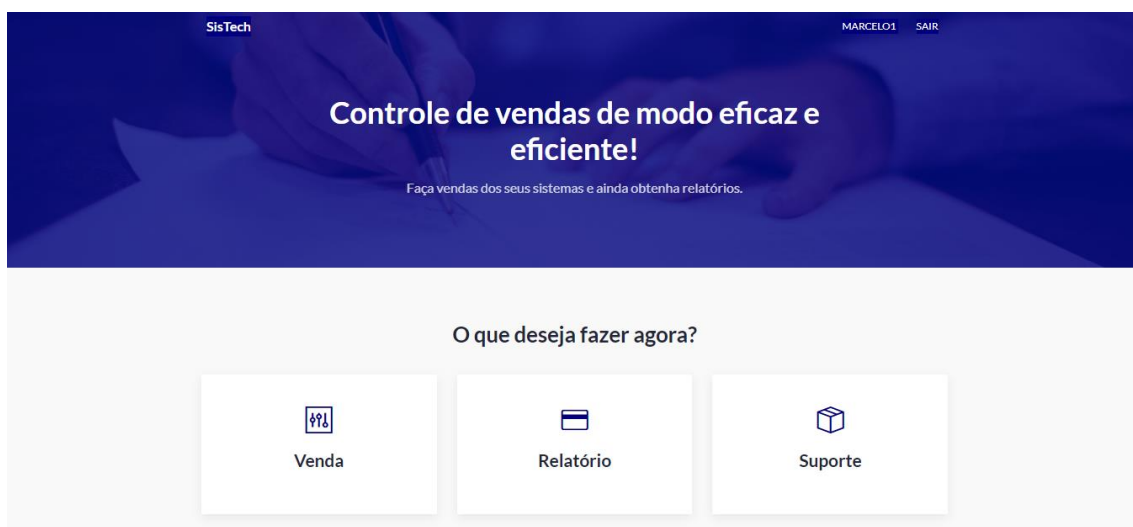 SisTech
MARCELO1 SAIR
Controle de vendas de modo eficaz e
eficiente!
Faça vendas dos seus sistemas e ainda obtenha relatórios.
O que deseja fazer agora?
Venda
Relatório
Suporte